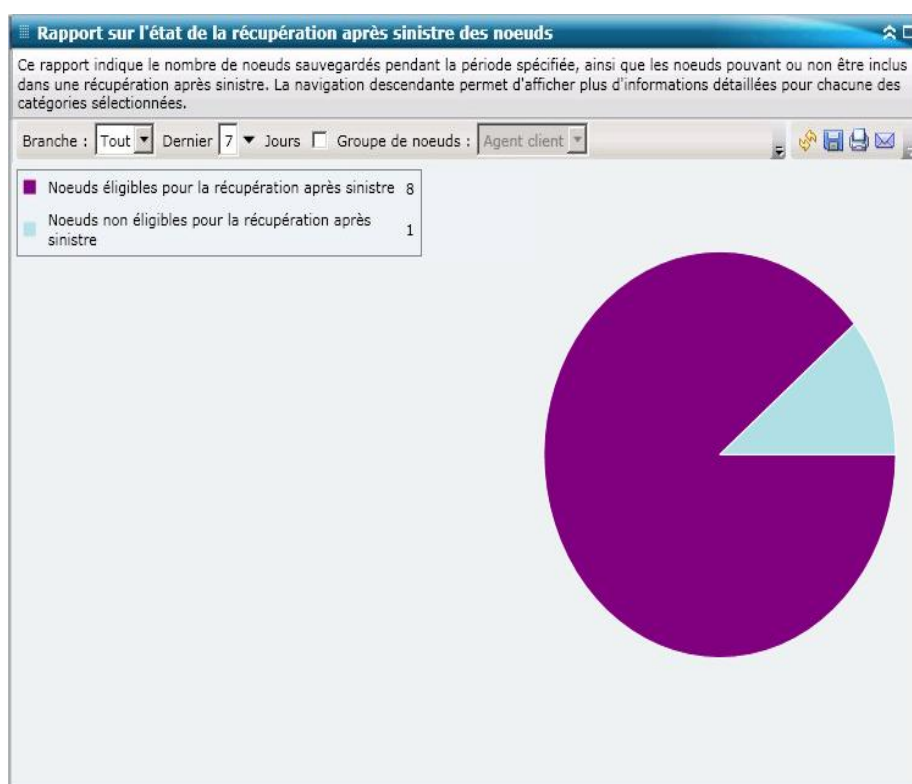 Rapport sur l'état de la récupération après sinistre des noeuds
Ce rapport indique le nombre de noeuds sauvegardés pendant la période spécifiée, ainsi que les noeuds pouvant ou non être inclus
dans une récupération après sinistre. La navigation descendante permet d'afficher plus d'informations détaillées pour chacune des
catégories sélectionnées.
Branche : Tout Dernier 7 Jours Groupe de noeuds : Agent client
Noeuds éligibles pour la récupération après sinistre 8
Noeuds non éligibles pour la récupération après
sinistre 1